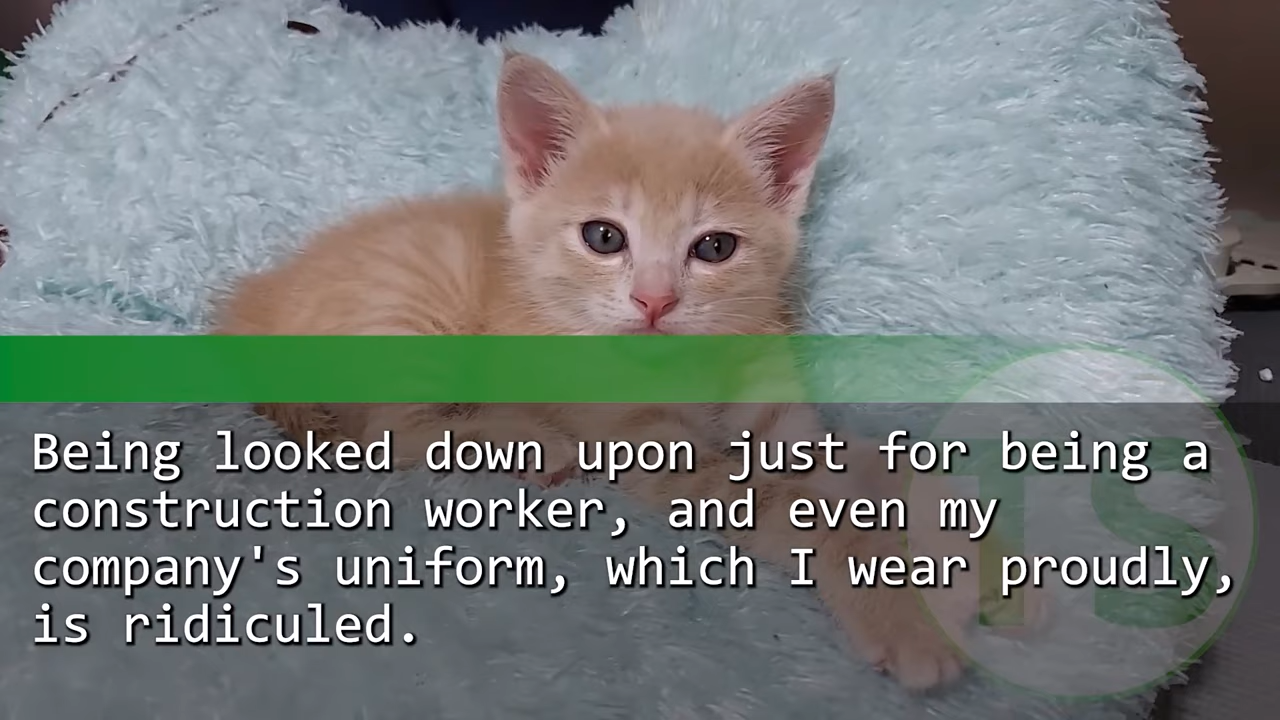 Being looked down upon just for being a
construction worker, and even my
company's uniform, which I wear proudly,
is ridiculed.
TS